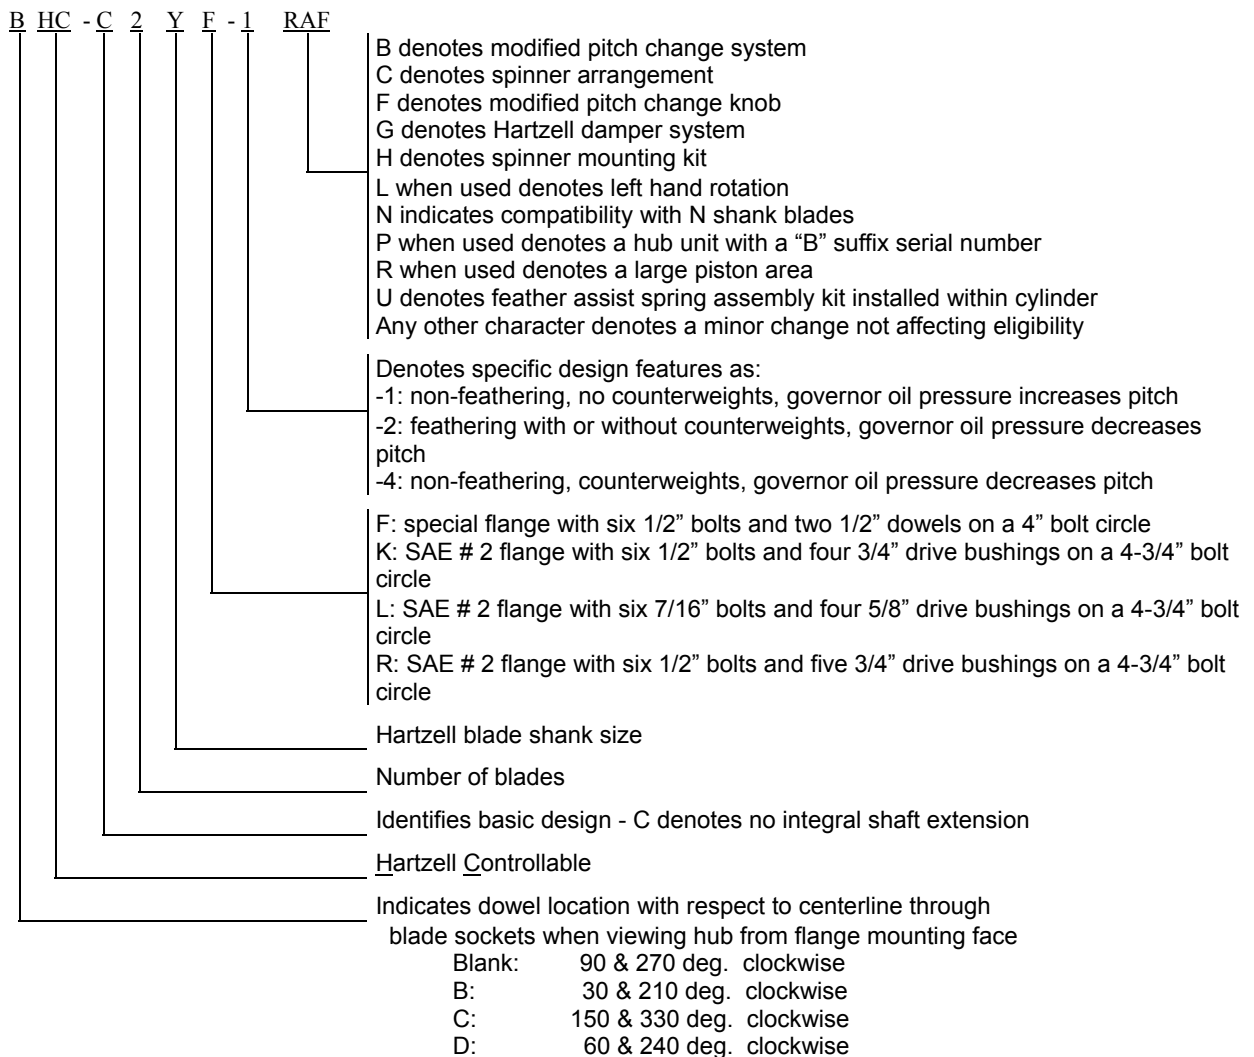 B HC - C 2 Y F - 1 RAF
B denotes modified pitch change system
C denotes spinner arrangement
F denotes modified pitch change knob
G denotes Hartzell damper system
H denotes spinner mounting kit
L when used denotes left hand rotation
N indicates compatibility with N shank blades
P when used denotes a hub unit with a “B” suffix serial number
R when used denotes a large piston area
U denotes feather assist spring assembly kit installed within cylinder
Any other character denotes a minor change not affecting eligibility
Denotes specific design features as:
-1: non-feathering, no counterweights, governor oil pressure increases pitch
-2: feathering with or without counterweights, governor oil pressure decreases
pitch
-4: non-feathering, counterweights, governor oil pressure decreases pitch
F: special flange with six 1/2” bolts and two 1/2” dowels on a 4” bolt circle
K: SAE # 2 flange with six 1/2” bolts and four 3/4” drive bushings on a 4-3/4” bolt
circle
L: SAE # 2 flange with six 7/16” bolts and four 5/8” drive bushings on a 4-3/4” bolt
circle
R: SAE # 2 flange with six 1/2” bolts and five 3/4” drive bushings on a 4-3/4” bolt
circle
Hartzell blade shank size
Number of blades
Identifies basic design - C denotes no integral shaft extension
Hartzell Controllable
Indicates dowel location with respect to centerline through
blade sockets when viewing hub from flange mounting face
Blank: 90 & 270 deg. clockwise
B: 30 & 210 deg. clockwise
C: 150 & 330 deg. clockwise
D: 60 & 240 deg. clockwise